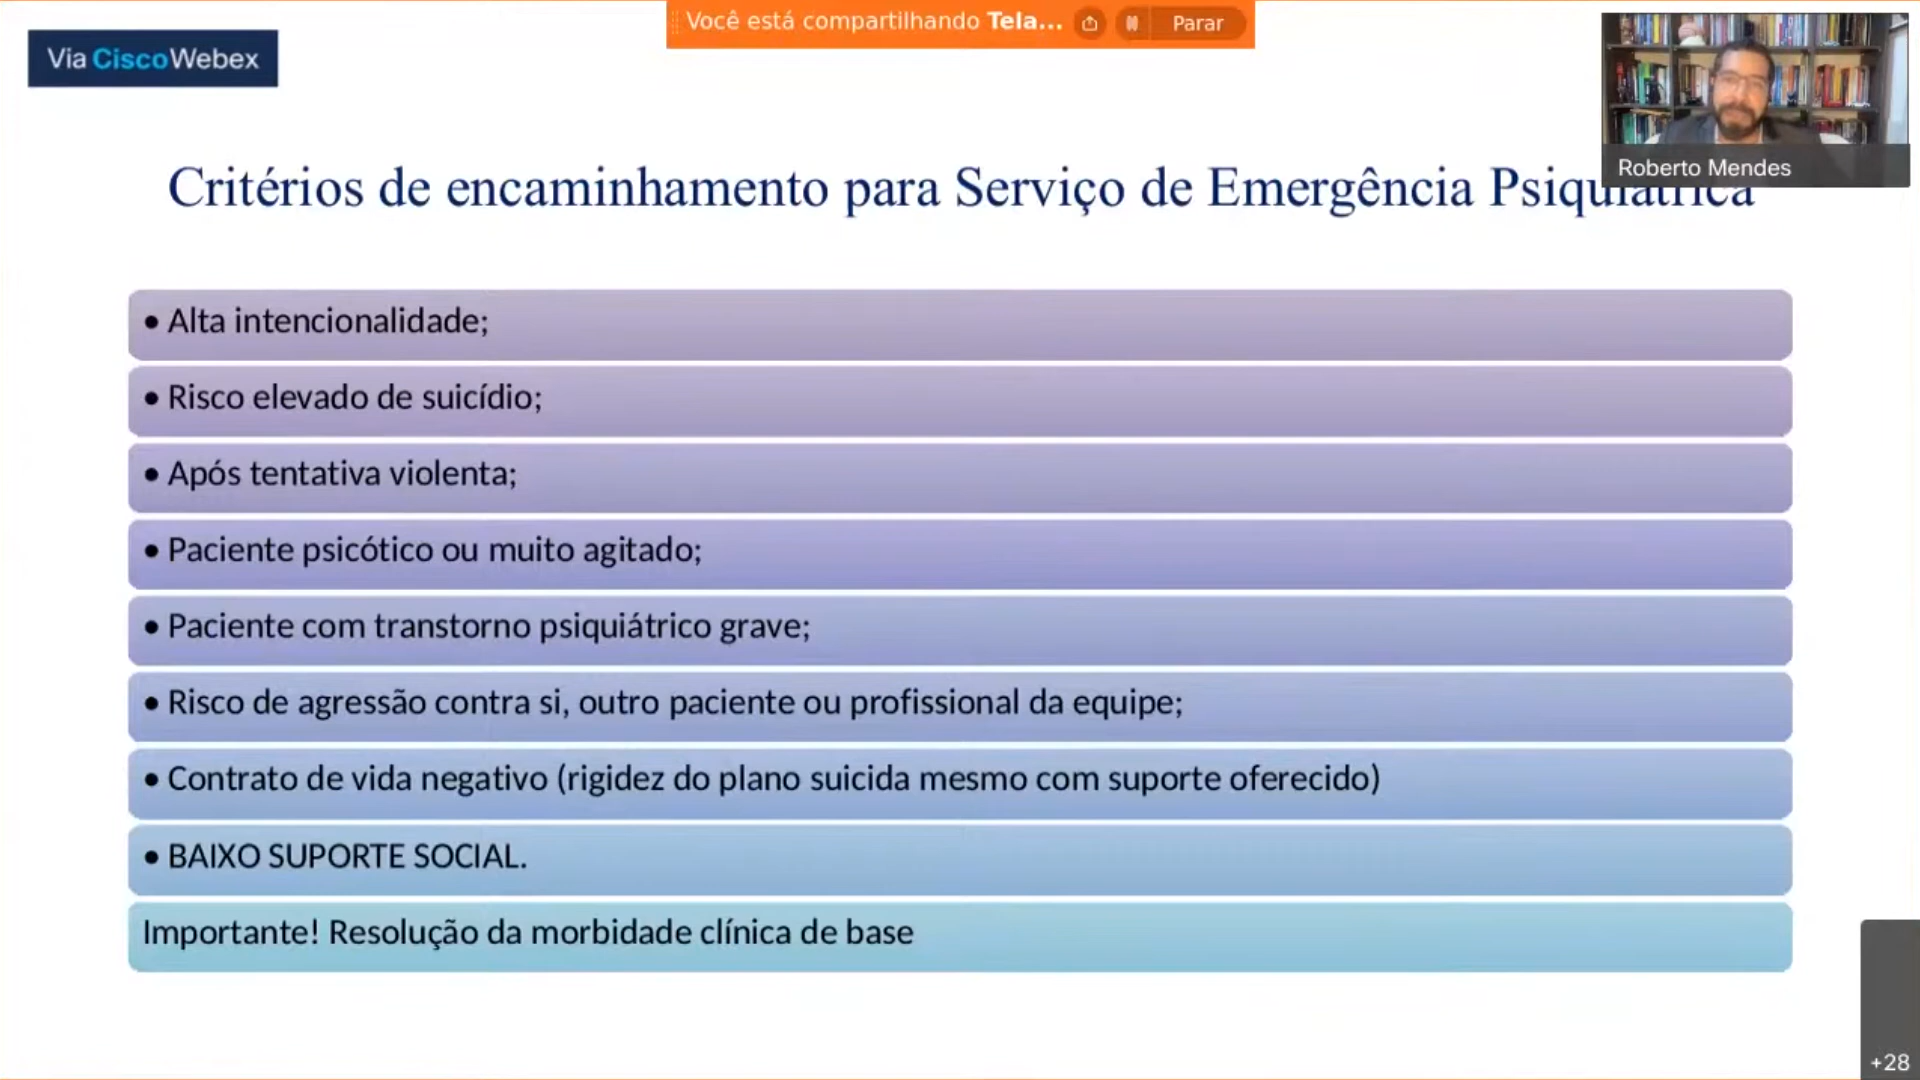 Você está compartilhando Tela...
Parar
Via CiscoWebex
Roberto Mendes
Critérios de encaminhamento para Serviço de Emergência Psiquiátrica
• Alta intencionalidade;
• Risco elevado de suicídio;
• Após tentativa violenta;
• Paciente psicótico ou muito agitado;
• Paciente com transtorno psiquiátrico grave;
• Risco de agressão contra si, outro paciente ou profissional da equipe;
• Contrato de vida negativo (rigidez do plano suicida mesmo com suporte oferecido)
• BAIXO SUPORTE SOCIAL.
Importante! Resolução da morbidade clínica de base
+28